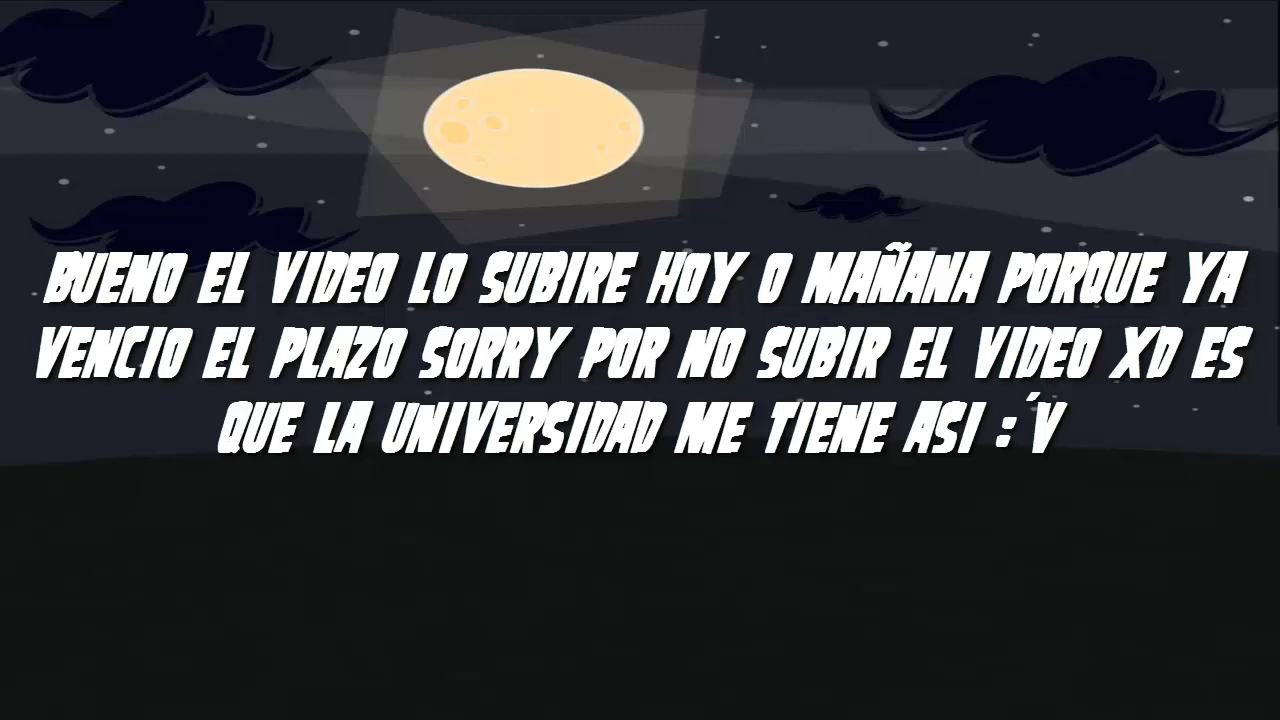 BUENO EL VIDEO LO SUBIRE HOY O MAÑANA PORQUE YA
VENCIO EL PLAZO SORRY POR NO SUBIR EL VIDEO XD ES
QUE LA UNIVERSIDAD ME TIENE ASI :´V